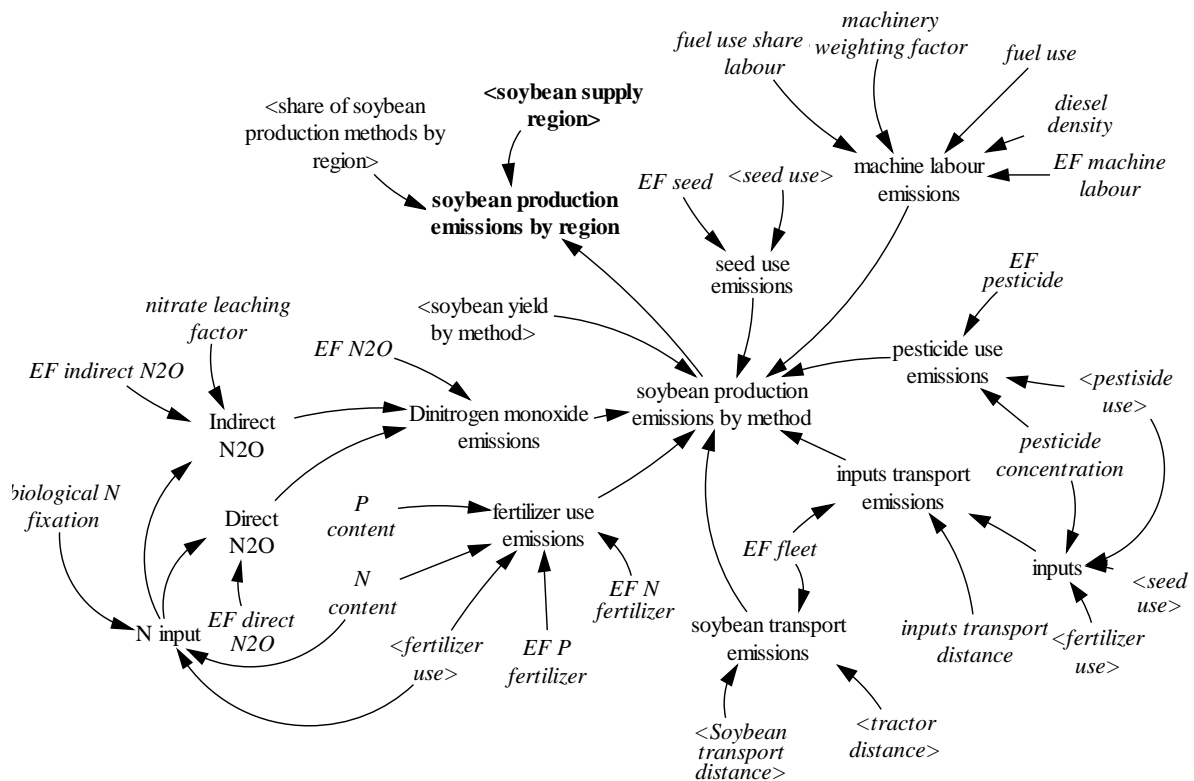 fuel use share
labour
machinery
weighting factor
fuel use
<soybean supply
region>
<share of soybean
production methods by
region>
diesel
density
machine labour
emissions
EF machine
labour
EF seed
<seed use>
soybean production
emissions by region
seed use
emissions
EF
pesticide
nitrate leaching
factor
<soybean yield
by method>
EF indirect N2O
EF N2O
pesticide use
emissions
soybean production
emissions by method
<pestiside
use>
Indirect
N2O
Dinitrogen monoxide
emissions
pesticide
concentration
inputs transport
emissions
biological N
fixation
P
content
fertilizer use
emissions
Direct
N2O
EF fleet
inputs
N
content
EF N
fertilizer
<seed
use>
N input
EF direct
N2O
soybean transport
emissions
inputs transport
distance
<fertilizer
use>
<fertilizer
use>
EF P
fertilizer
<Soybean
transport
distance>
<tractor
distance>